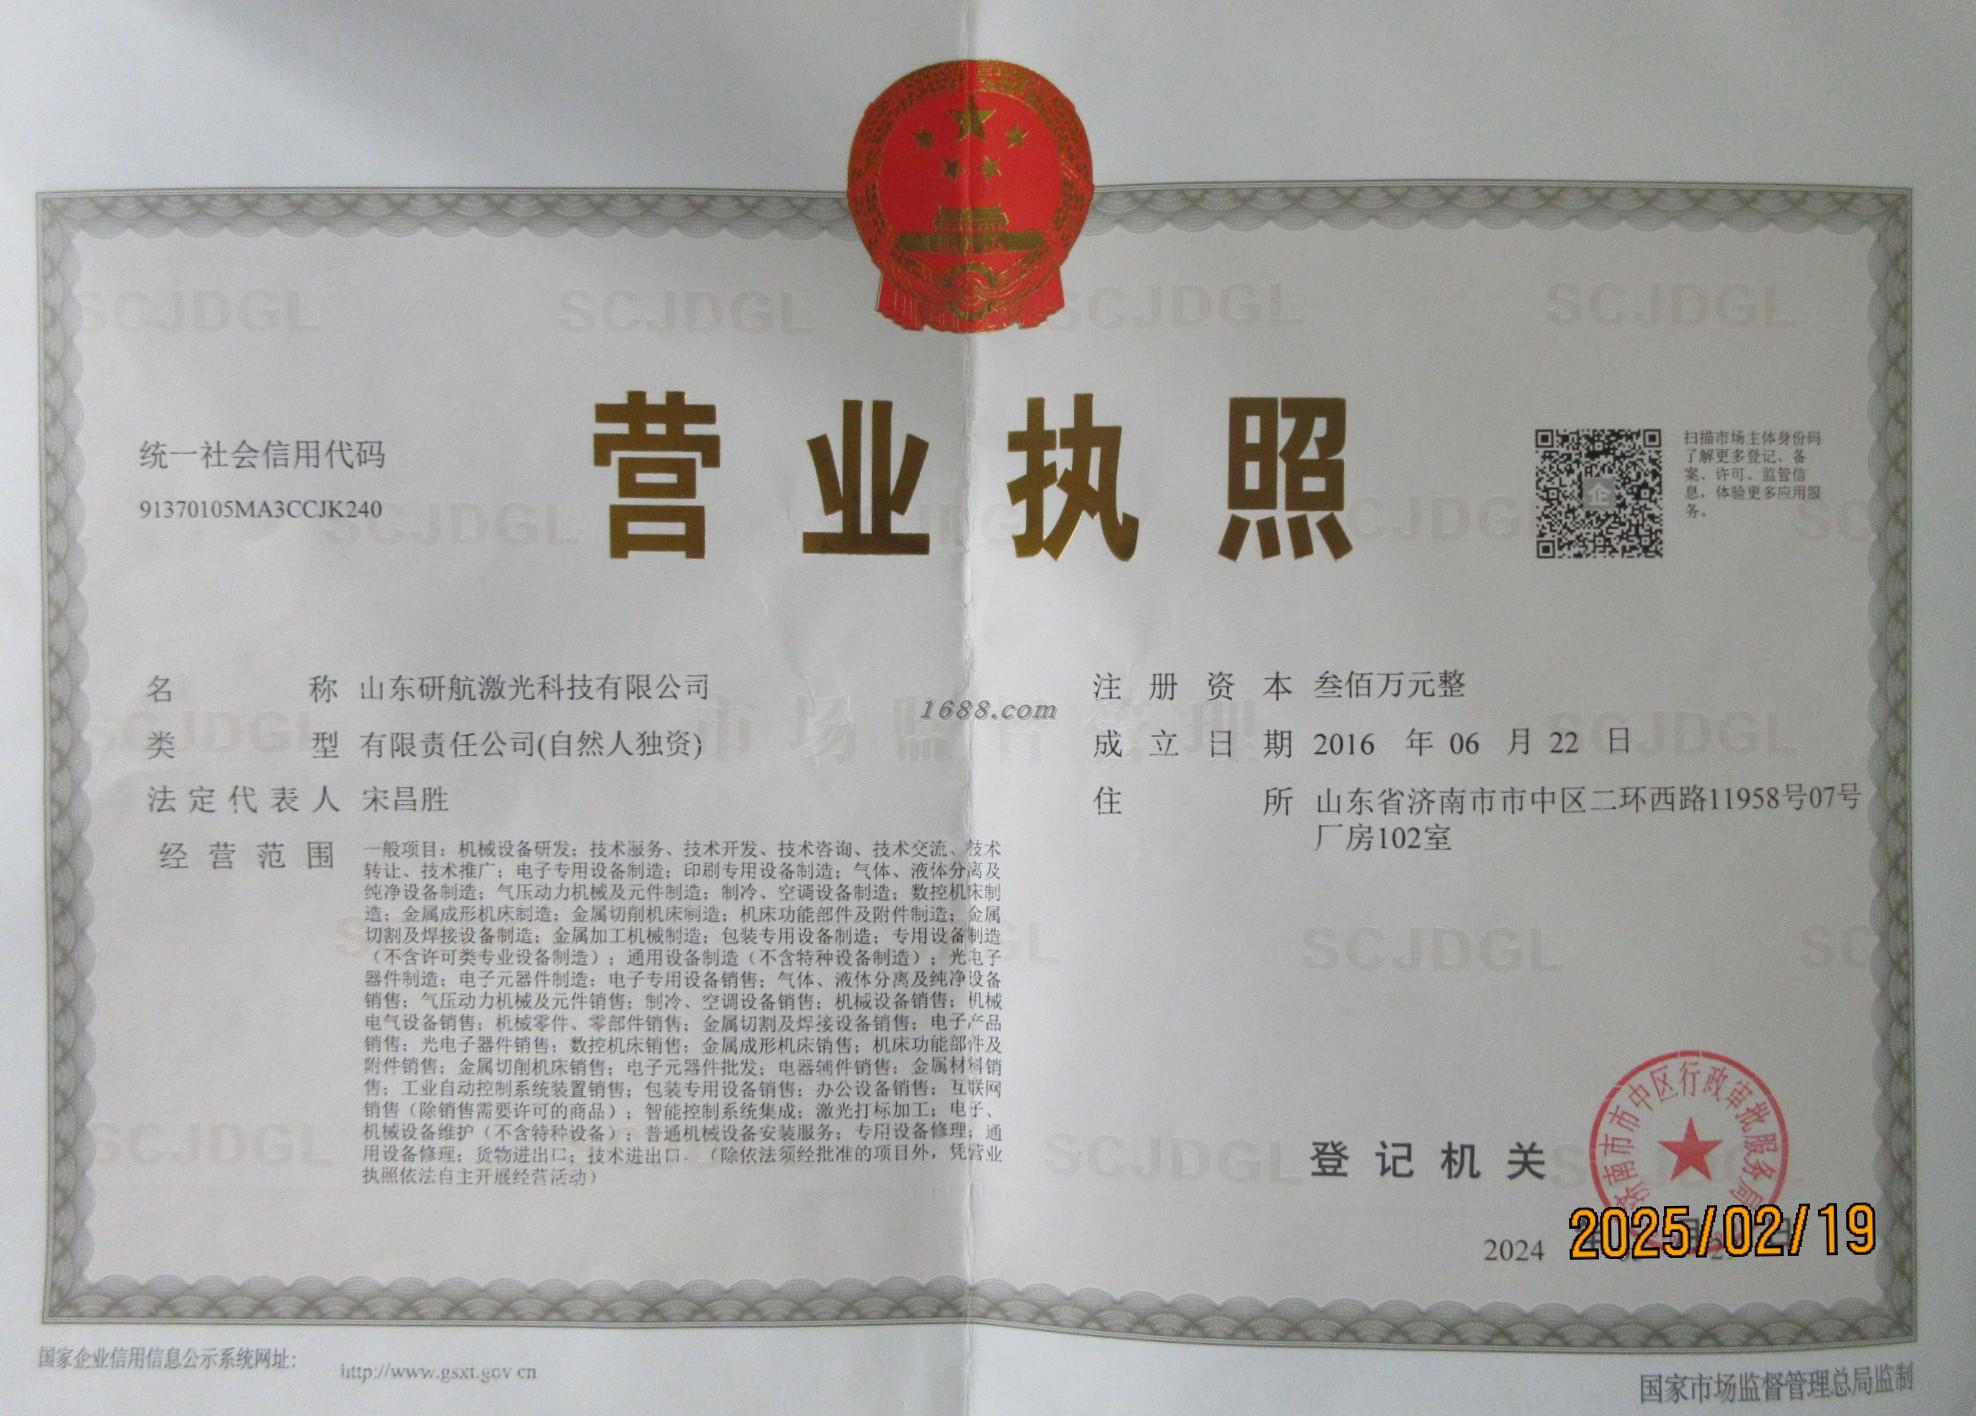 营业执照
统一社会信用代码
91370105MA3CCJK240
扫描市场主体身份码
了解更多登记、备
案、许可、监管信
息，体验更多应用服
务。
名称 山东研航激光科技有限公司
类型 有限责任公司(自然人独资)
法定代表人 宋昌胜
经营范围 一般项目：机械设备研发；技术服务、技术开发、技术咨询、技术交流、技术
转让、技术推广；电子专用设备制造；印刷专用设备制造；气体、液体分离及
纯净设备制造；气压动力机械及元件制造；制冷、空调设备制造；数控机床制
造；金属成形机床制造；金属切削机床制造；机床功能部件及附件制造；金属
切割及焊接设备制造；金属加工机械制造；包装专用设备制造；专用设备制造
（不含许可类专业设备制造）；通用设备制造（不含特种设备制造）；光电子
器件制造；电子元器件制造；电子专用设备销售；气体、液体分离及纯净设备
销售；气压动力机械及元件销售；制冷、空调设备销售；机械设备销售；机械
电气设备销售；机械零件、零部件销售；金属切割及焊接设备销售；电子产品
销售；光电子器件销售；数控机床销售；金属成形机床销售；机床功能部件及
附件销售；金属切削机床销售；电子元器件批发；电器辅件销售；金属材料销
售；工业自动控制系统装置销售；包装专用设备销售；办公设备销售；互联网
销售（除销售需要许可的商品）；智能控制系统集成；激光打标加工；电子、
机械设备维护（不含特种设备）；普通机械设备安装服务；专用设备修理；通
用设备修理；货物进出口；技术进出口。（除依法须经批准的项目外，凭营业
执照依法自主开展经营活动）
注册资本 叁佰万元整
成立日期 2016 年 06 月 22 日
住所 山东省济南市市中区二环西路11958号07号
厂房102室
1688.com
市场监督管理
SCJDGL
登记机关
济南市市中区行政审批服务局
2024
2025/02/19
国家企业信用信息公示系统网址：
http://www.gsxt.gov.cn
国家市场监督管理总局监制